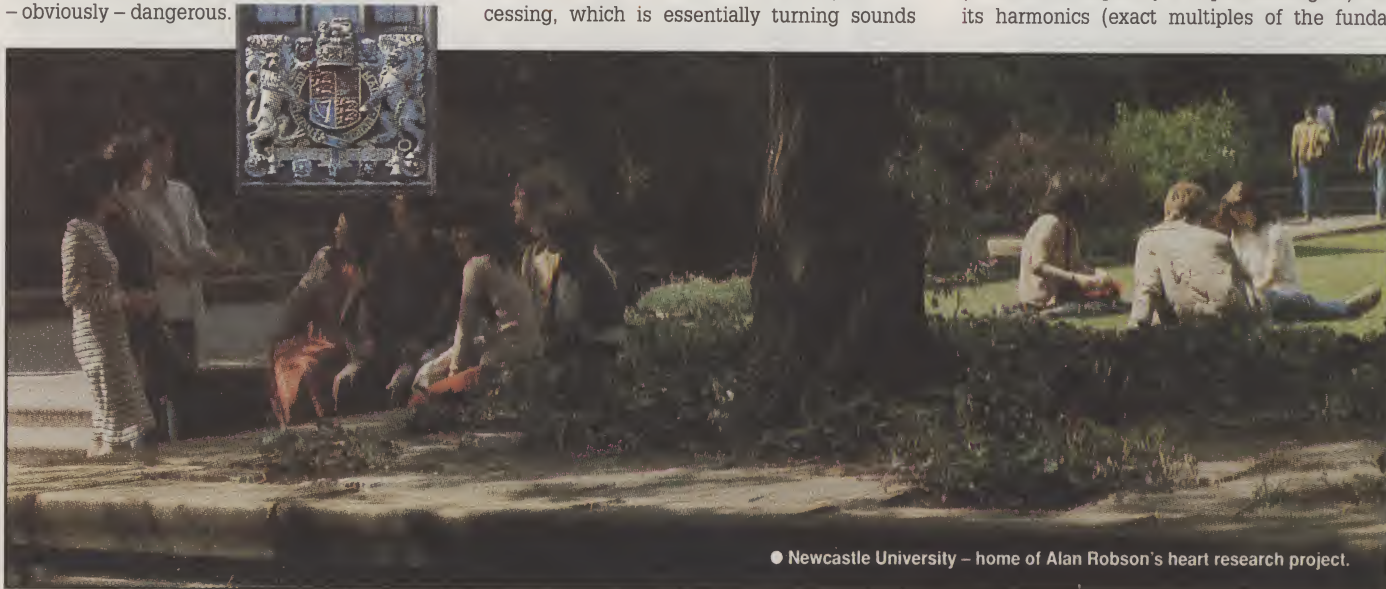 – obviously – dangerous.
cessing, which is essentially turning sounds
its harmonics (exact multiples of the funda
● Newcastle University – home of Alan Robson's heart research project.